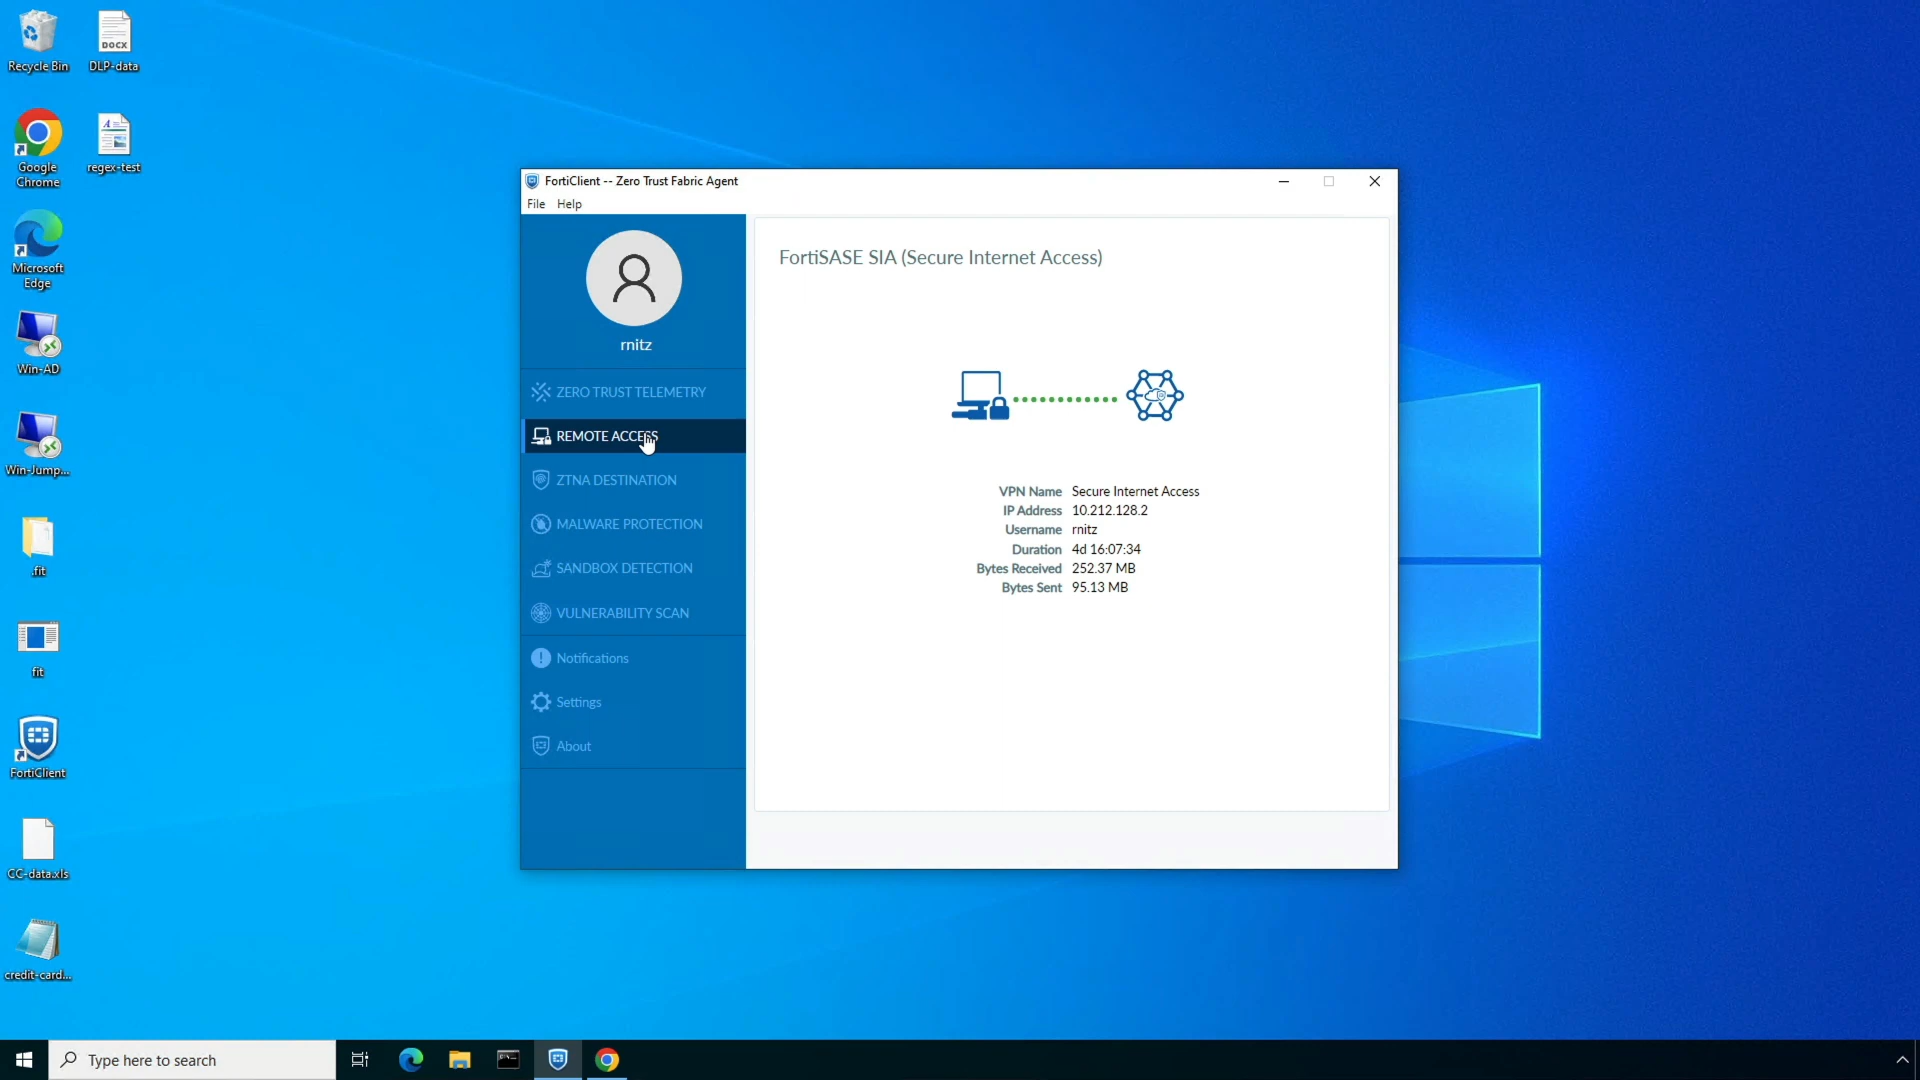 Recycle Bin
DLP-data
Google
Chrome
regex-test
Microsoft
Edge
Win-AD
Win-Jump...
.fit
fit
FortiClient
CC-data.xls
credit-card...
DOCX
FortiClient -- Zero Trust Fabric Agent
File Help
rnitz
ZERO TRUST TELEMETRY
REMOTE ACCESS
ZTNA DESTINATION
MALWARE PROTECTION
SANDBOX DETECTION
VULNERABILITY SCAN
Notifications
Settings
About
FortiSASE SIA (Secure Internet Access)
VPN Name Secure Internet Access
IP Address 10.212.128.2
Username rnitz
Duration 4d 16:07:34
Bytes Received 252.37 MB
Bytes Sent 95.13 MB
Type here to search